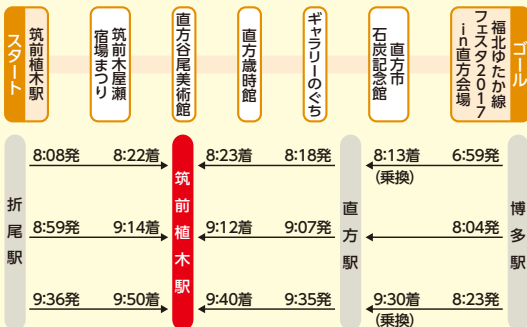 スタート
筑前植木駅
筑前木屋瀬
宿場まつり
直方谷尾美術館
直方歳時館
ギャラリーのぐち
直方市
石炭記念館
福北ゆたか線
フェスタ2017
in直方会場
ゴール
折尾駅
筑前植木駅
直方駅
博多駅
8:08発 8:22着 8:23着 8:18発 8:13着 6:59発
(乗換)
8:59発 9:14着 9:12着 9:07発 8:04発
9:36発 9:50着 9:40着 9:35発 9:30着 8:23発
(乗換)